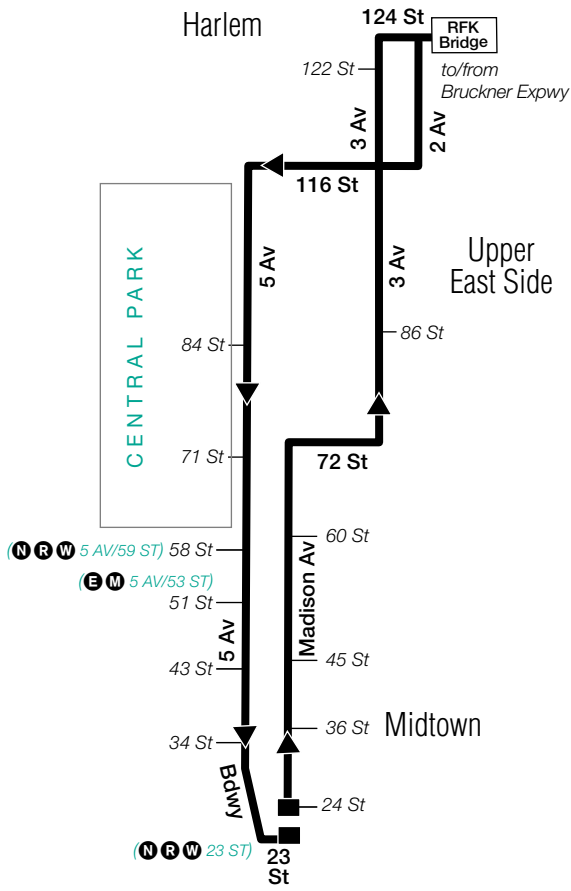 Harlem
124 St
RFK
Bridge
122 St
to/from
Bruckner Expwy
3 Av
2 Av
116 St
CENTRAL PARK
5 Av
3 Av
Upper
East Side
84 St
86 St
71 St
72 St
(N R W 5 AV/59 ST) 58 St
60 St
(E M 5 AV/53 ST)
51 St
Madison Av
5 Av
43 St
45 St
36 St
Midtown
34 St
Bdwy
24 St
(N R W 23 ST)
23
St